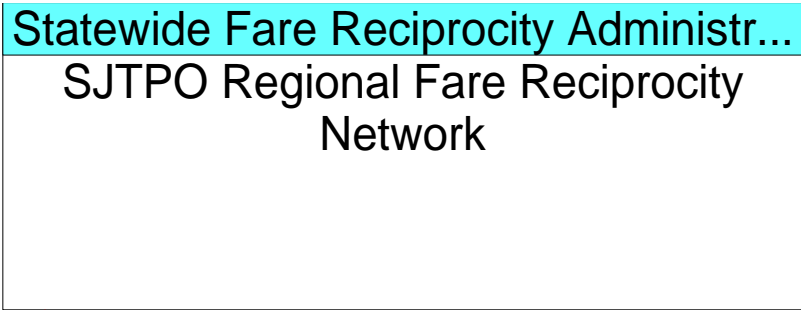 Statewide Fare Reciprocity Administr...
SJTPO Regional Fare Reciprocity
Network